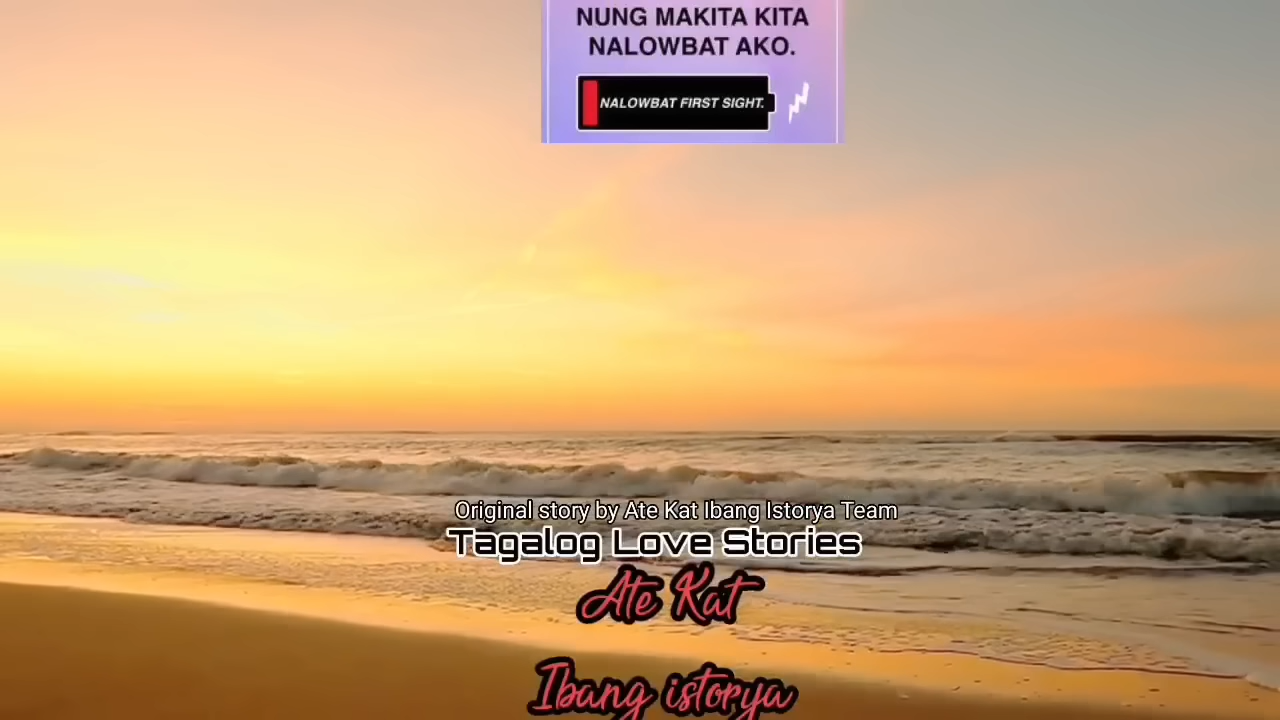 NUNG MAKITA KITA
NALOWBAT AKO.
NALOWBAT FIRST SIGHT.
Original story by Ate Kat Ibang Istorya Team
Tagalog Love Stories
Ate Kat
Ibang istorya